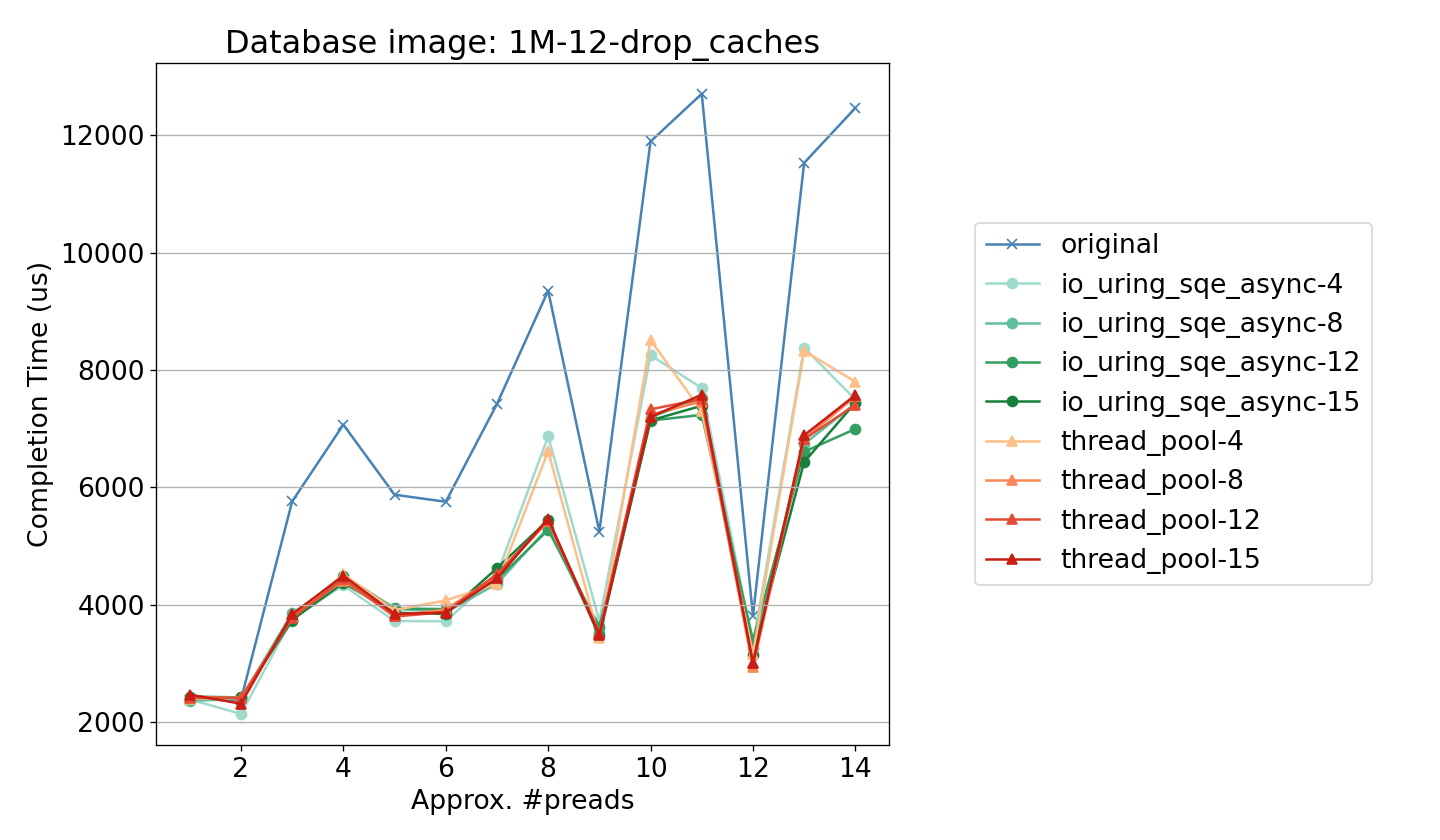 Database image: 1M-12-drop_caches
Completion Time (us)
12000
10000
8000
6000
4000
2000
2 4 6 8 10 12 14
Approx. #preads
original
io_uring_sqe_async-4
io_uring_sqe_async-8
io_uring_sqe_async-12
io_uring_sqe_async-15
thread_pool-4
thread_pool-8
thread_pool-12
thread_pool-15